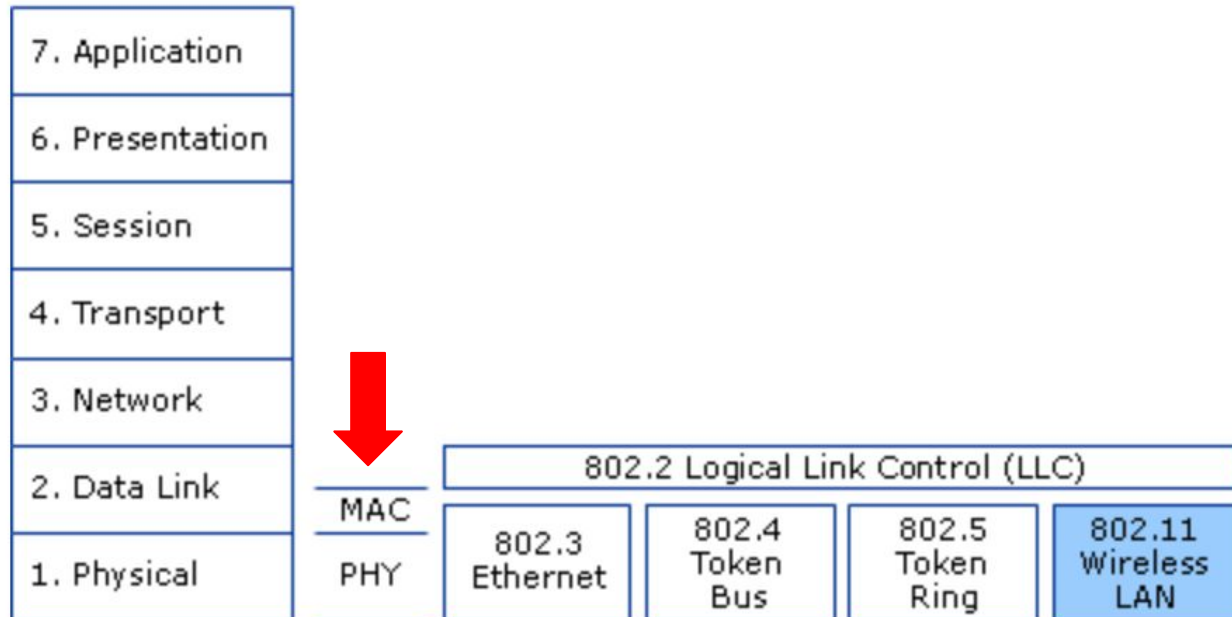 7. Application
6. Presentation
5. Session
4. Transport
3. Network
2. Data Link
1. Physical
MAC
PHY
802.2 Logical Link Control (LLC)
802.3
Ethernet
802.4
Token
Bus
802.5
Token
Ring
802.11
Wireless
LAN